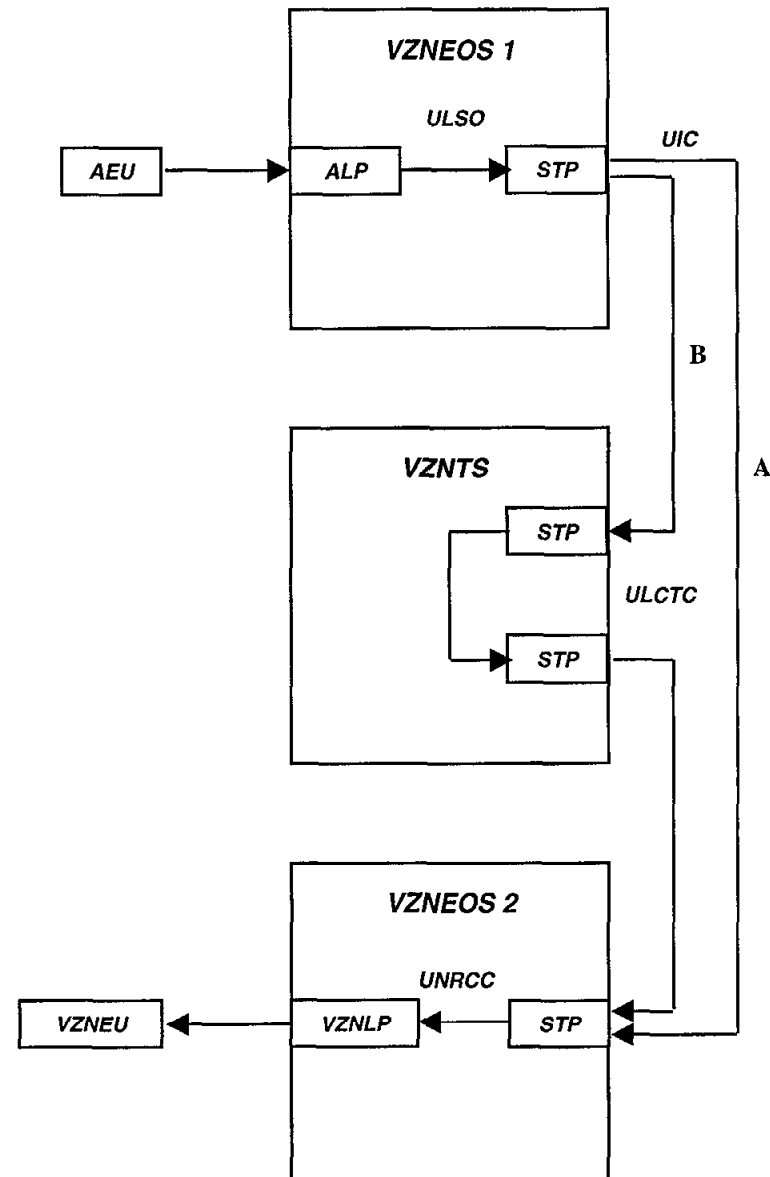 VZNEOS 1
ULSO
UIC
AEU
ALP
STP
B
A
VZNTS
STP
ULCTC
STP
VZNEOS 2
UNRCC
VZNEU
VZNLP
STP